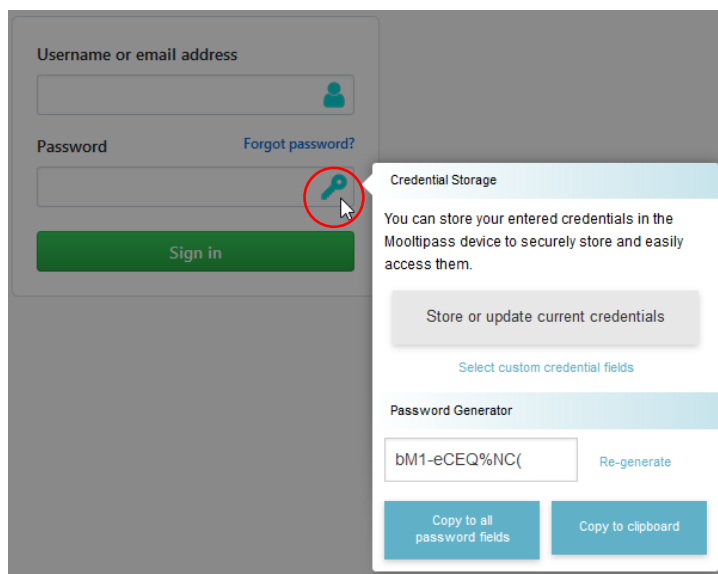 Username or email address
Password
Forgot password?
Sign in
Credential Storage
You can store your entered credentials in the
Mooltipass device to securely store and easily
access them.
Store or update current credentials
Select custom credential fields
Password Generator
bM1-eCEQ%NC(
Re-generate
Copy to all
password fields
Copy to clipboard